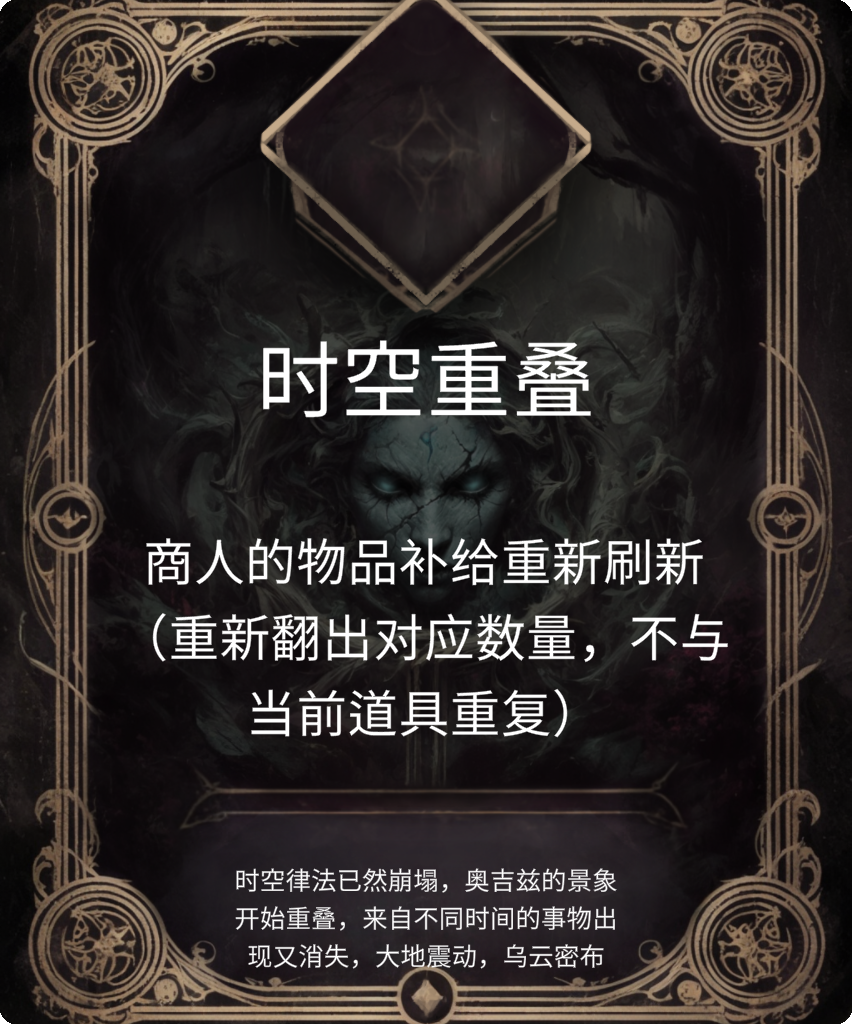 时空重叠
商人的物品补给重新刷新
（重新翻出对应数量，不与
当前道具重复）
时空律法已然崩塌，奥吉兹的景象
开始重叠，来自不同时间的事物出
现又消失，大地震动，乌云密布